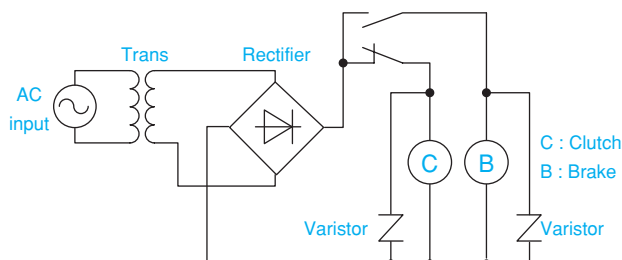 Trans
Rectifier
AC
input
C
B
C : Clutch
B : Brake
Varistor
Varistor